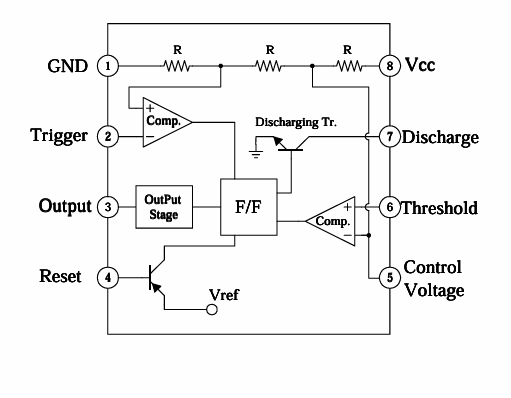 R R R
GND 1 8 Vcc
+
Comp.
−
Discharging Tr.
Trigger 2 7 Discharge
Output 3 OutPut
Stage
F/F
+
Comp.
−
6 Threshold
Reset 4 5 Control
Voltage
Vref